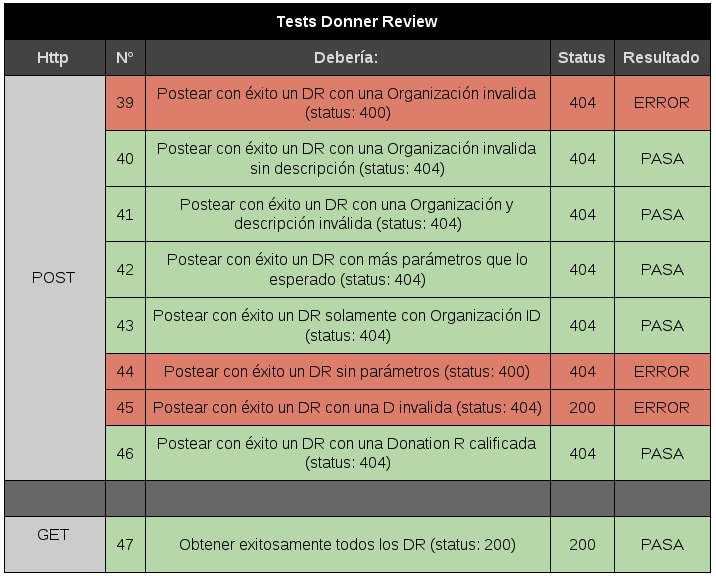 Tests Donner Review
Http Nº Debería: Status Resultado
POST
39 Postear con éxito un DR con una Organización invalida
(status: 400) 404 ERROR
40 Postear con éxito un DR con una Organización invalida
sin descripción (status: 404) 404 PASA
41 Postear con éxito un DR con una Organización y
descripción inválida (status: 404) 404 PASA
42 Postear con éxito un DR con más parámetros que lo
esperado (status: 404) 404 PASA
43 Postear con éxito un DR solamente con Organización ID
(status: 404) 404 PASA
44 Postear con éxito un DR sin parámetros (status: 400) 404 ERROR
45 Postear con éxito un DR con una D invalida (status: 404) 200 ERROR
46 Postear con éxito un DR con una Donation R calificada
(status: 404) 404 PASA
GET
47 Obtener exitosamente todos los DR (status: 200) 200 PASA